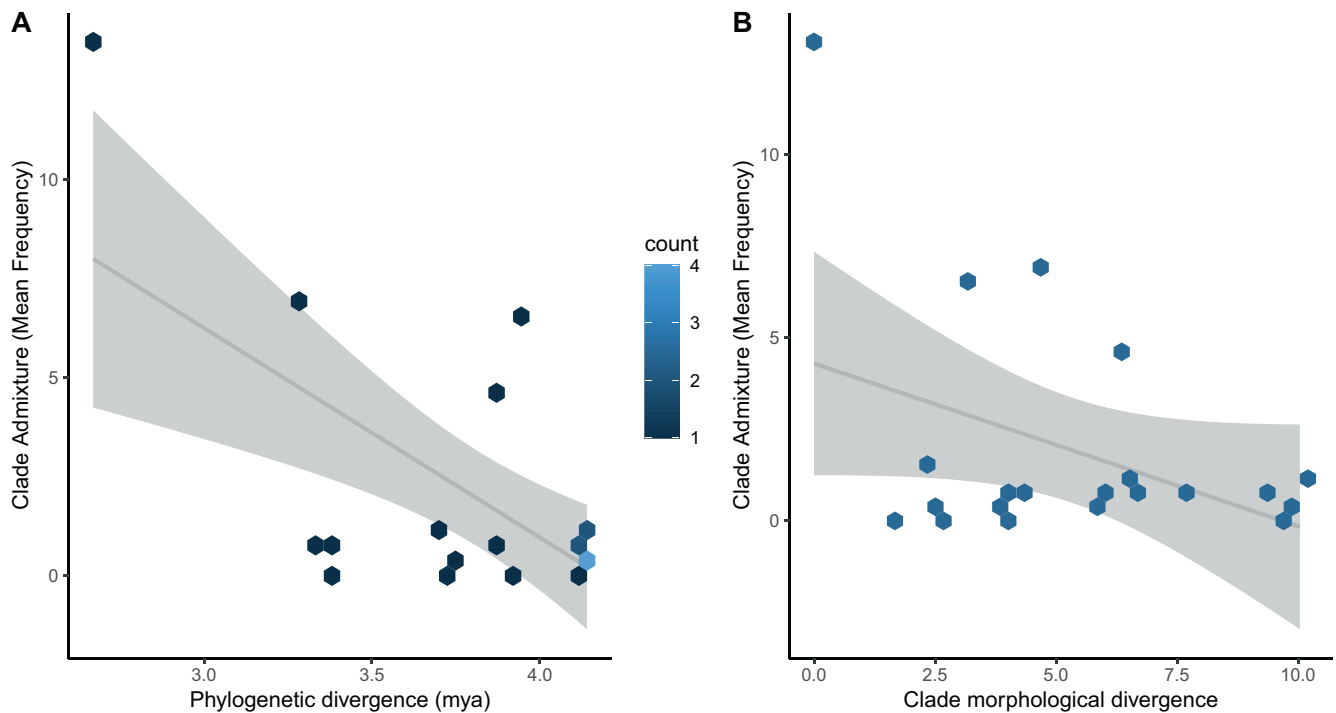 A
Clade Admixture (Mean Frequency)
10
5
0
3.0 3.5 4.0
Phylogenetic divergence (mya)
count
4
3
2
1
B
Clade Admixture (Mean Frequency)
10
5
0
0.0 2.5 5.0 7.5 10.0
Clade morphological divergence